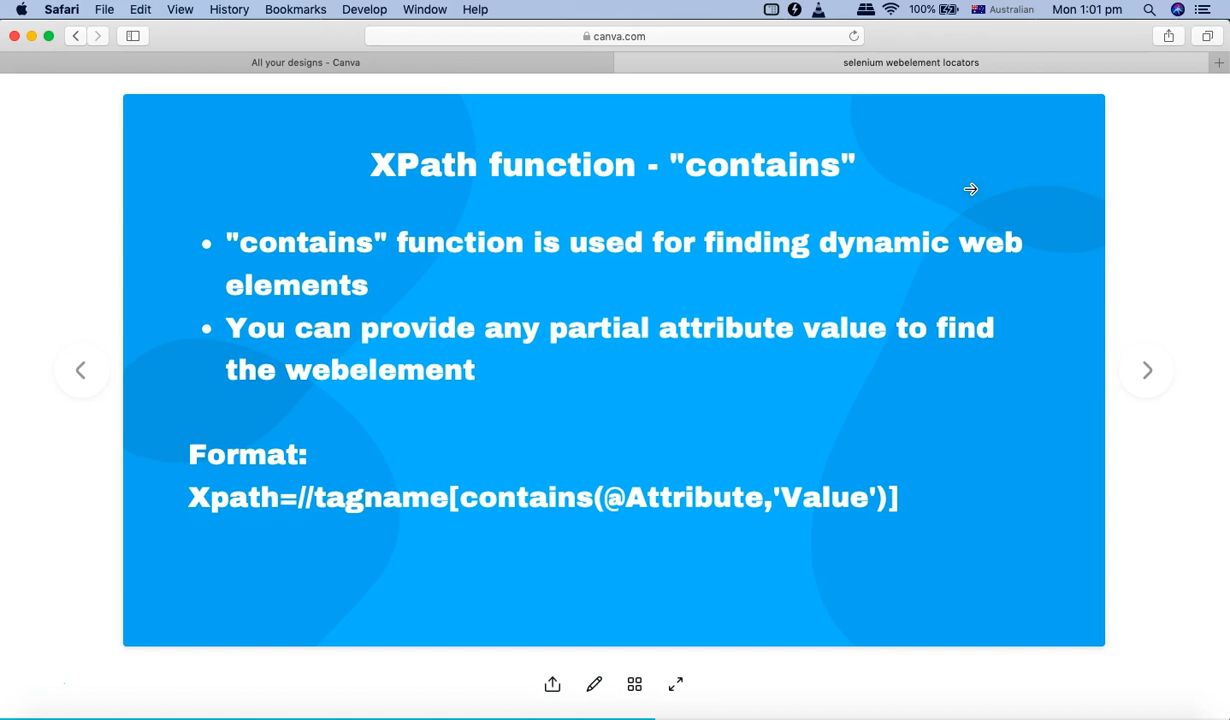 Safari File Edit View History Bookmarks Develop Window Help 100% Australian Mon 1:01 pm
canva.com
All your designs - Canva
selenium webelement locators
XPath function - "contains"
• "contains" function is used for finding dynamic web
elements
• You can provide any partial attribute value to find
the webelement
Format:
Xpath=//tagname[contains(@Attribute,'Value')]